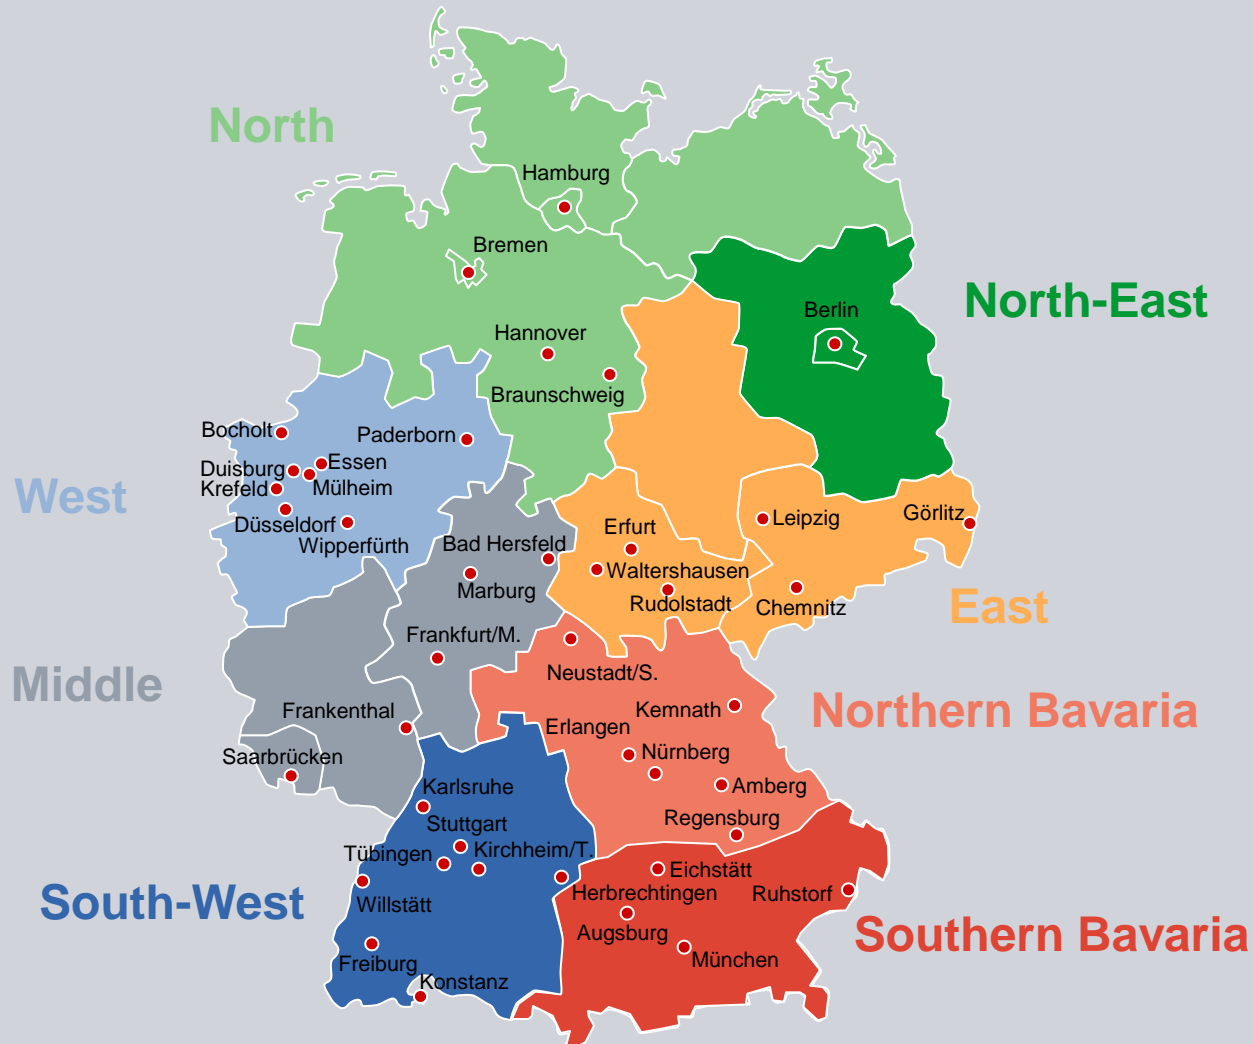 North
Hamburg
Bremen
North-East
Berlin
Hannover
Braunschweig
Bocholt
Paderborn
Essen
Duisburg
West
Krefeld
Mülheim
Düsseldorf
Wipperfürth
Leipzig
Görlitz
Erfurt
Bad Hersfeld
Waltershausen
Marburg
Rudolstadt
Chemnitz
East
Frankfurt/M.
Neustadt/S.
Middle
Frankenthal
Kemnath
Northern Bavaria
Erlangen
Nürnberg
Saarbrücken
Amberg
Karlsruhe
Regensburg
Stuttgart
Tübingen
Kirchheim/T.
Eichstätt
Herbrechtingen
Ruhstorf
South-West
Willstätt
Augsburg
Southern Bavaria
München
Freiburg
Konstanz